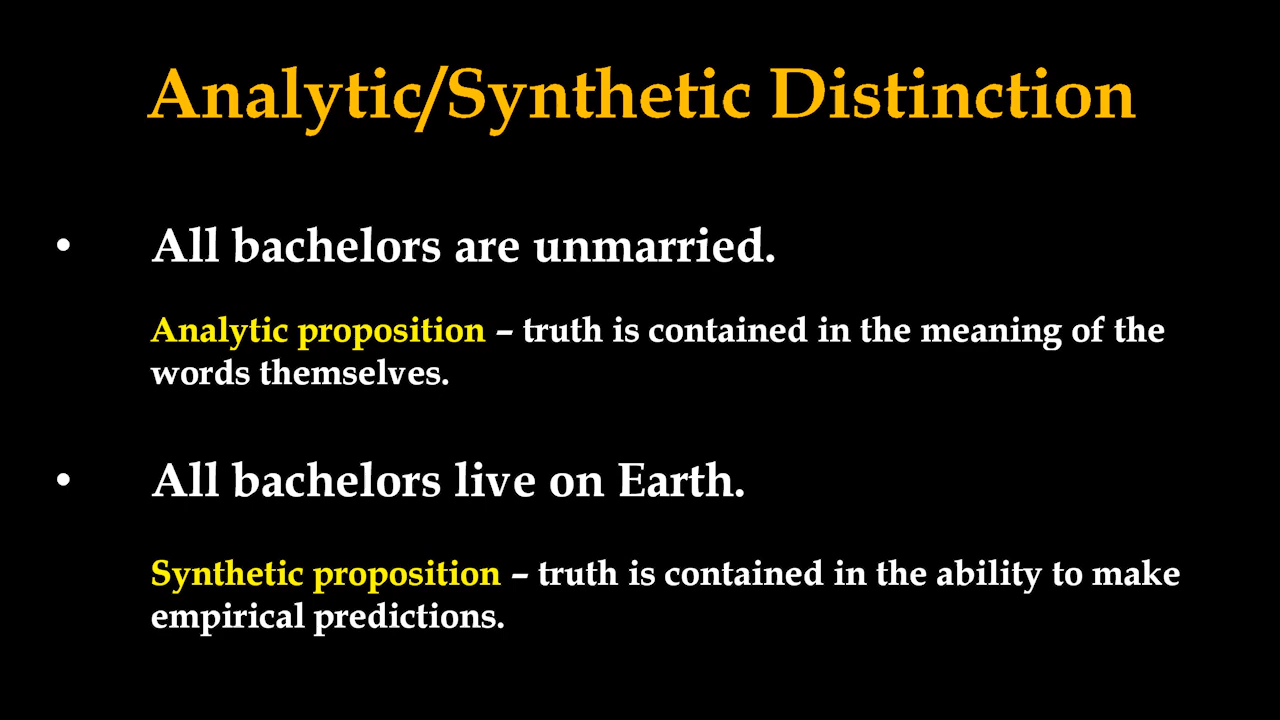 Analytic/Synthetic Distinction
• All bachelors are unmarried.
Analytic proposition – truth is contained in the meaning of the
words themselves.
• All bachelors live on Earth.
Synthetic proposition – truth is contained in the ability to make
empirical predictions.